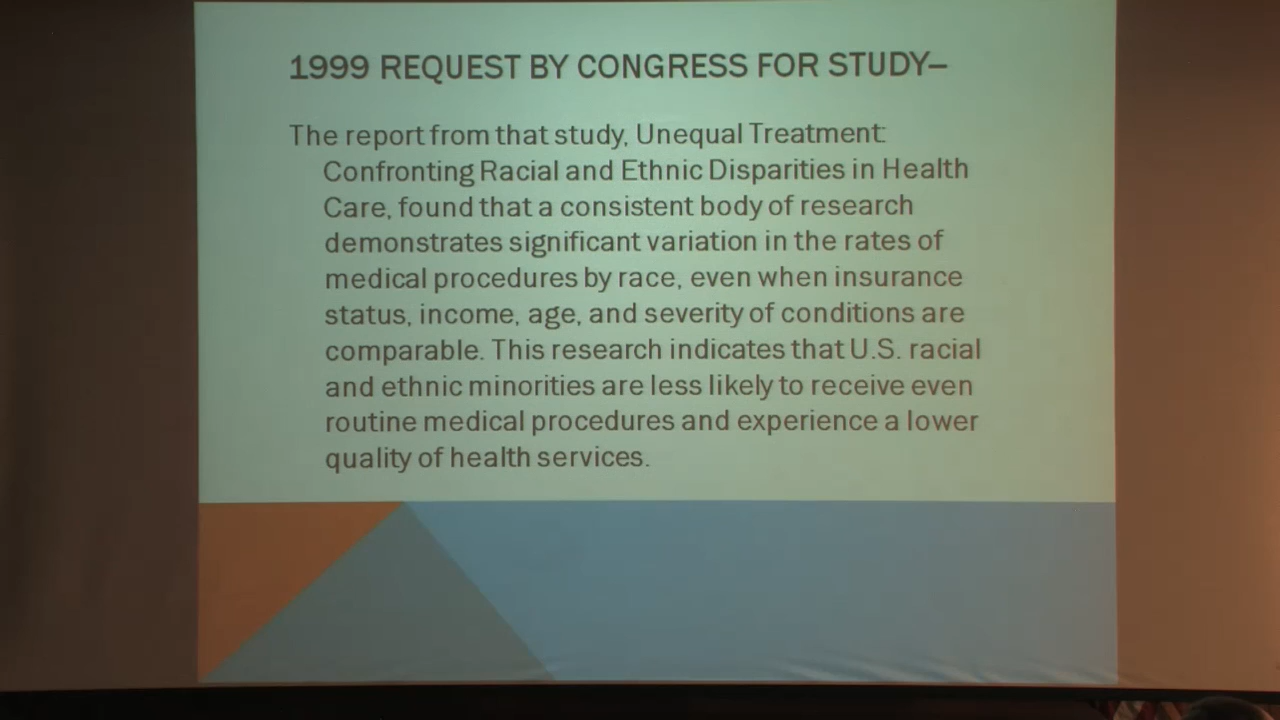 1999 REQUEST BY CONGRESS FOR STUDY–
The report from that study, Unequal Treatment:
Confronting Racial and Ethnic Disparities in Health
Care, found that a consistent body of research
demonstrates significant variation in the rates of
medical procedures by race, even when insurance
status, income, age, and severity of conditions are
comparable. This research indicates that U.S. racial
and ethnic minorities are less likely to receive even
routine medical procedures and experience a lower
quality of health services.